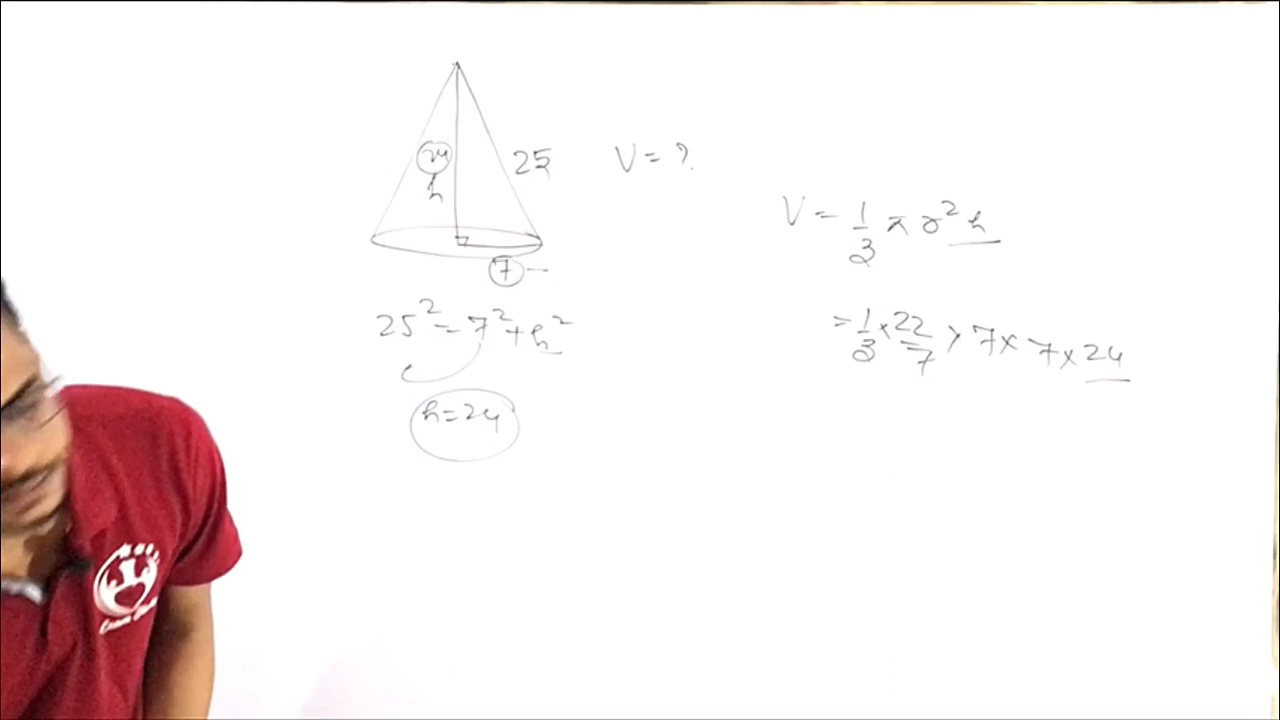 24
h
25
V = ?
7
25² = 7² + h²
h = 24
V = 1/3 π r² h
= 1/3 × 22/7 × 7 × 7 × 24